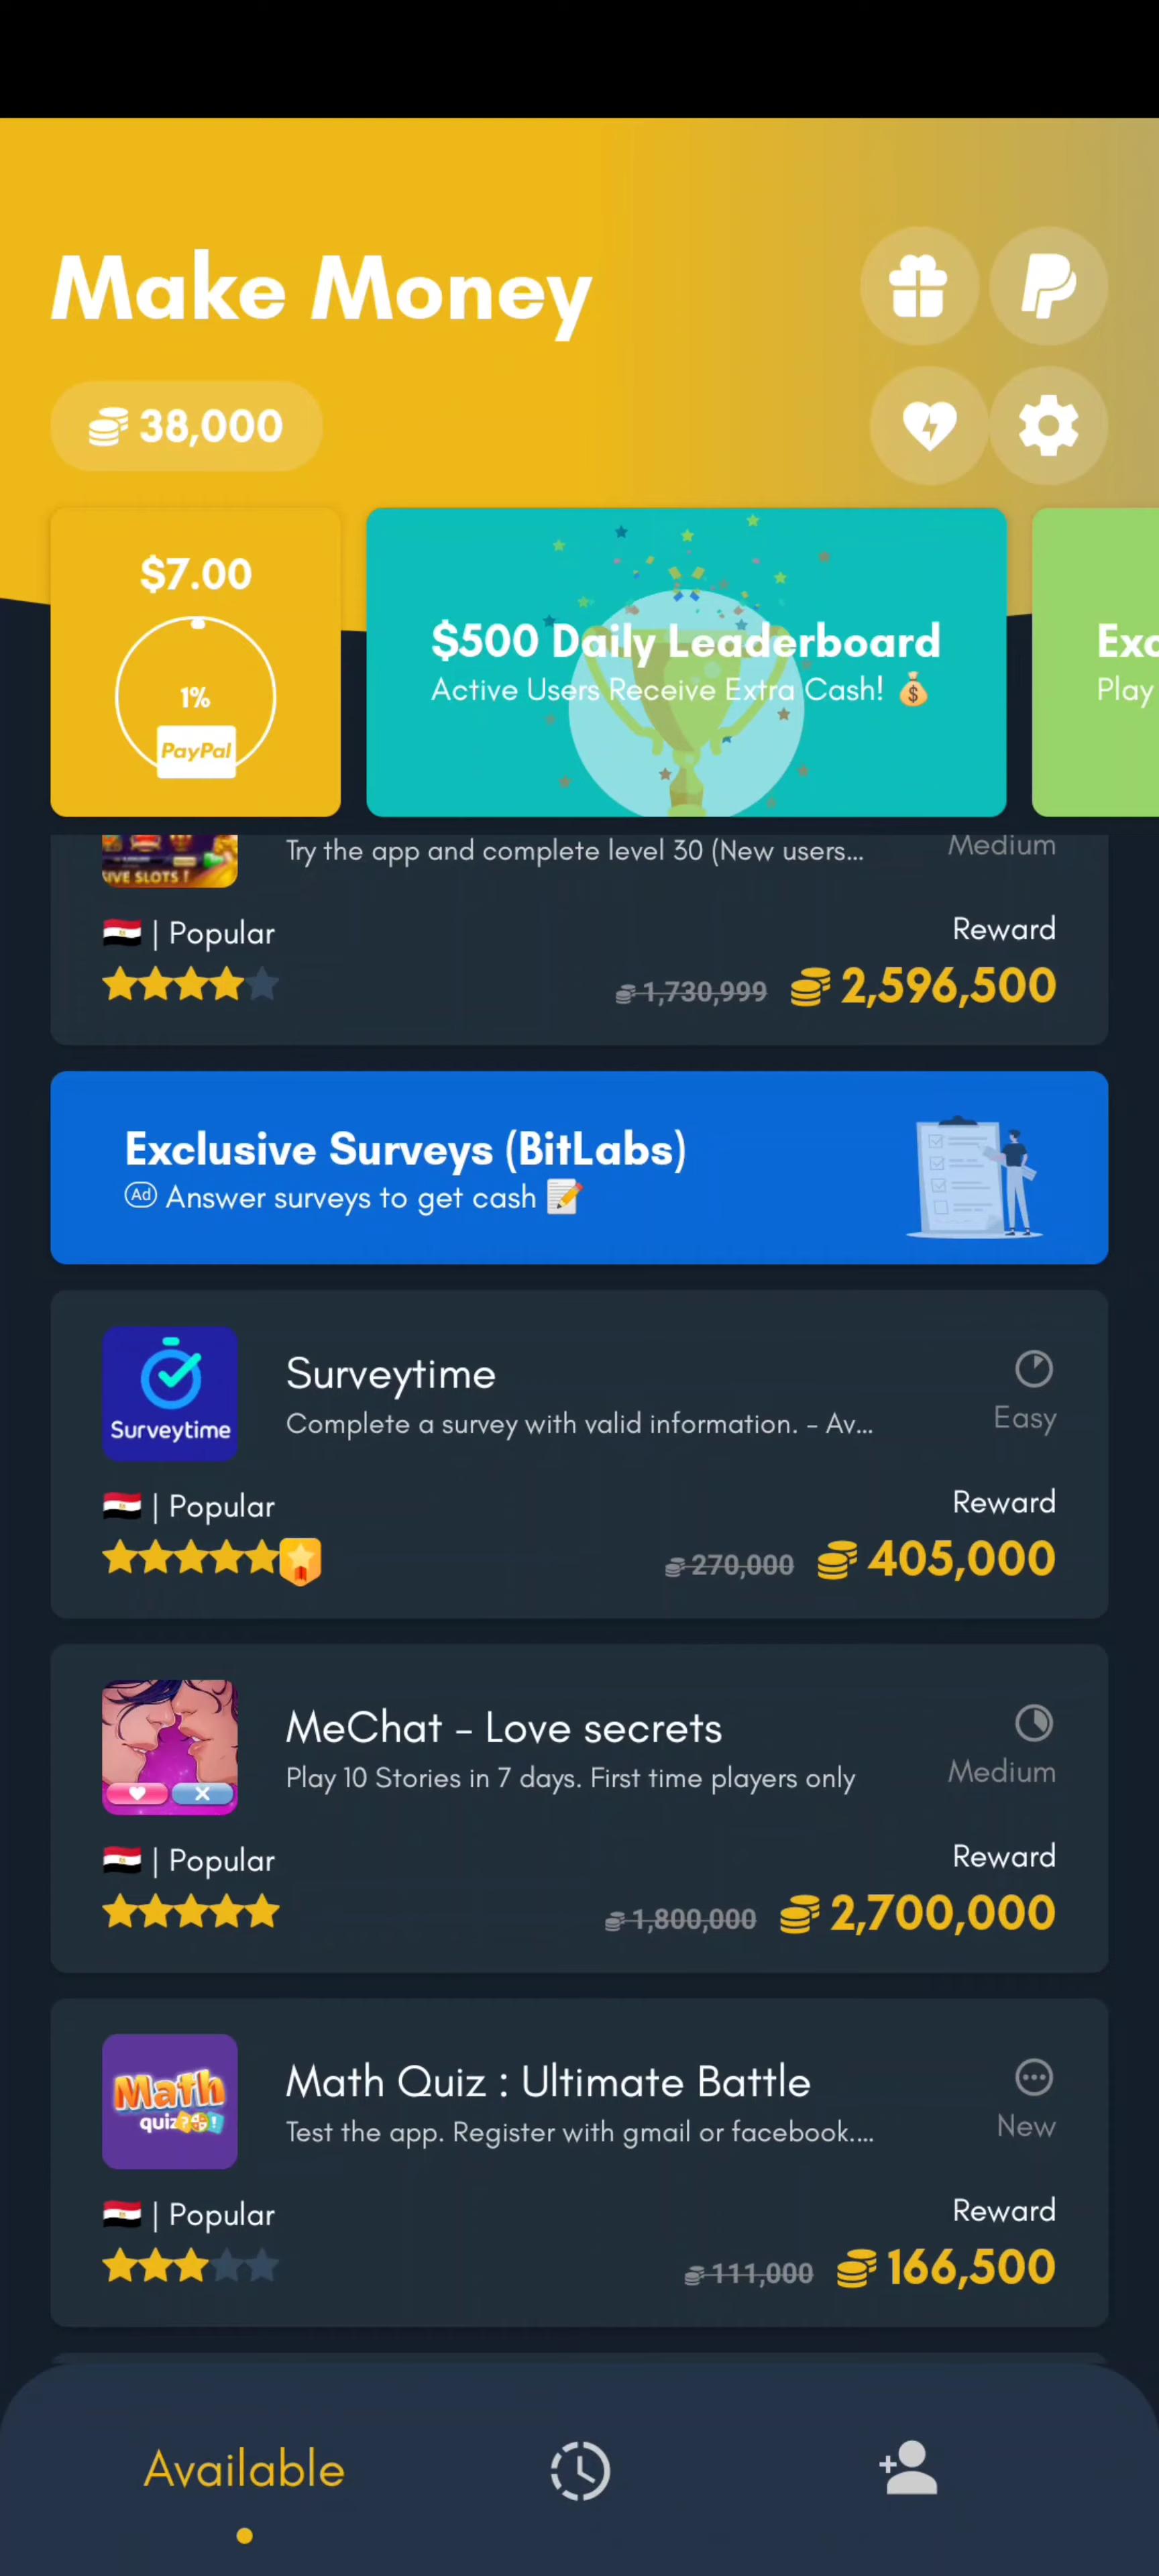 Make Money
38,000
$7.00
1%
PayPal
$500 Daily Leaderboard
Active Users Receive Extra Cash! 💰
Exc
Play
IVE SLOTS !
Try the app and complete level 30 (New users...
Medium
🇪🇬 | Popular
Reward
1,730,999 2,596,500
Exclusive Surveys (BitLabs)
Ad Answer surveys to get cash 📝
Surveytime
Surveytime
Complete a survey with valid information. - Av...
Easy
🇪🇬 | Popular
Reward
270,000 405,000
MeChat - Love secrets
Play 10 Stories in 7 days. First time players only
Medium
🇪🇬 | Popular
Reward
1,800,000 2,700,000
Math
quiz ? !
Math Quiz : Ultimate Battle
Test the app. Register with gmail or facebook....
New
🇪🇬 | Popular
Reward
111,000 166,500
Available